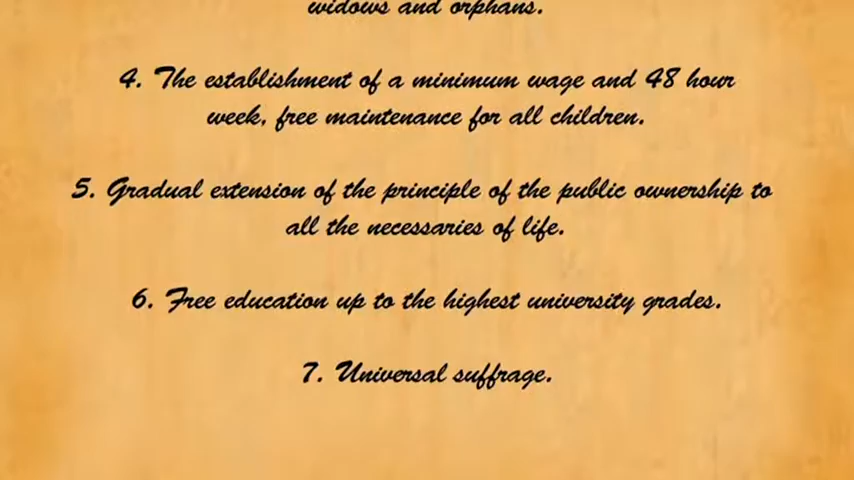 widows and orphans.
4. The establishment of a minimum wage and 48 hour
week, free maintenance for all children.
5. Gradual extension of the principle of the public ownership to
all the necessaries of life.
6. Free education up to the highest university grades.
7. Universal suffrage.